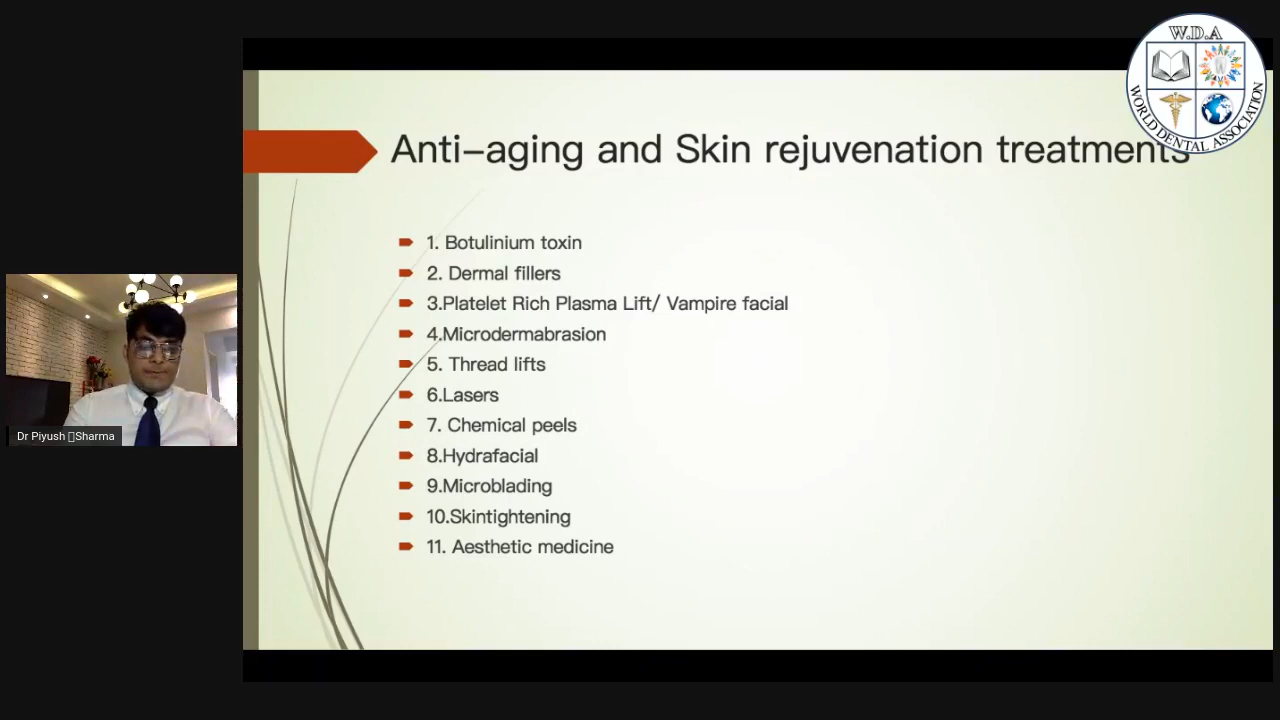 W.D.A
WORLD DENTAL ASSOCIATION
Anti-aging and Skin rejuvenation treatments
1. Botulinium toxin
2. Dermal fillers
3.Platelet Rich Plasma Lift/ Vampire facial
4.Microdermabrasion
5. Thread lifts
6.Lasers
7. Chemical peels
8.Hydrafacial
9.Microblading
10.Skintightening
11. Aesthetic medicine
Dr Piyush Sharma